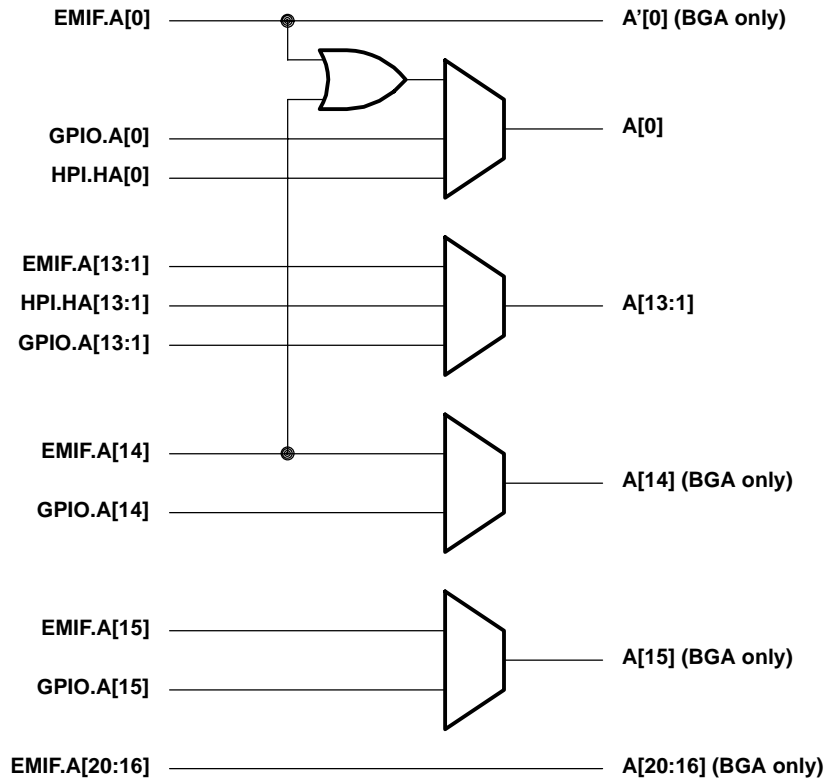 EMIF.A[0] A'[0] (BGA only)
GPIO.A[0] A[0]
HPI.HA[0]
EMIF.A[13:1]
HPI.HA[13:1] A[13:1]
GPIO.A[13:1]
EMIF.A[14]
A[14] (BGA only)
GPIO.A[14]
EMIF.A[15]
A[15] (BGA only)
GPIO.A[15]
EMIF.A[20:16] A[20:16] (BGA only)